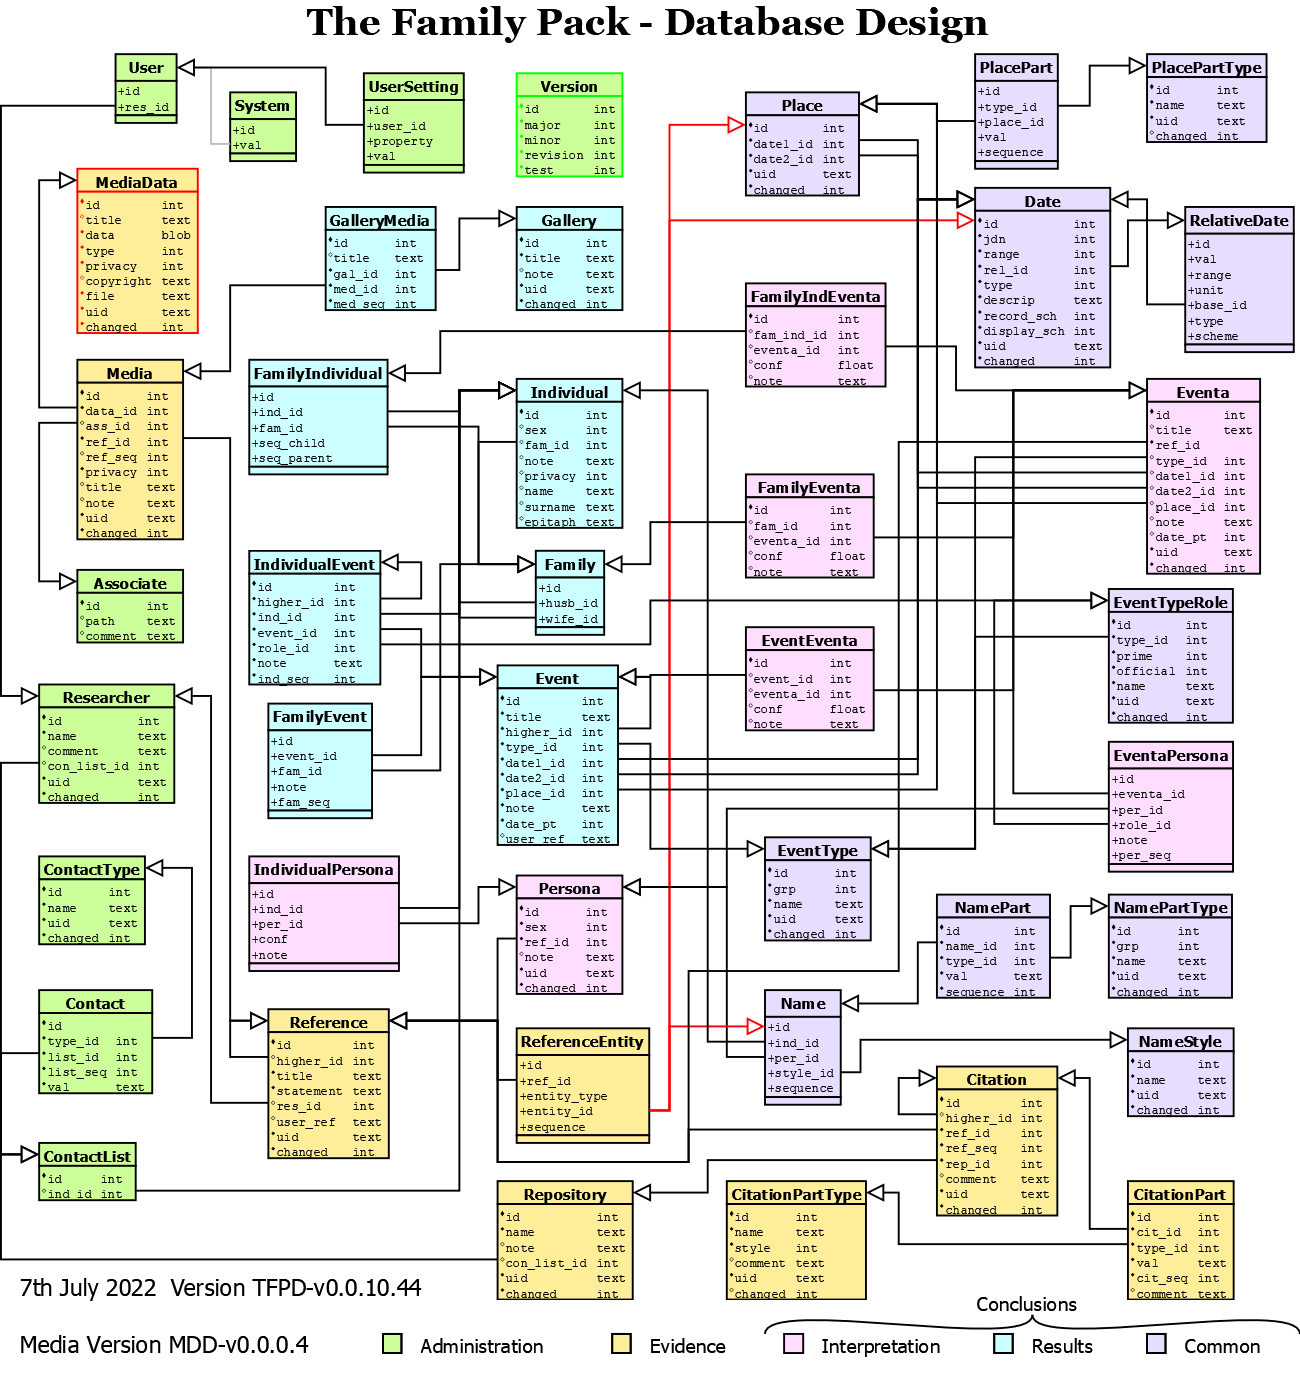 The Family Pack - Database Design
User
+id
+res_id
System
+id
+val
UserSetting
+id
+user_id
+property
+val
Version
id int
major int
minor int
revision int
test int
Place
id int
date1_id int
date2_id int
uid text
changed int
PlacePart
+id
+type_id
+place_id
+val
+sequence
PlacePartType
id int
name text
uid text
changed int
MediaData
id int
title text
data blob
type int
privacy int
copyright text
file text
uid text
changed int
GalleryMedia
id int
title text
gal_id int
med_id int
med_seq int
Gallery
id int
title text
note text
uid text
changed int
Date
id int
jdn int
range int
rel_id int
type int
descrip text
record_sch int
display_sch int
uid text
changed int
RelativeDate
+id
+val
+range
+unit
+base_id
+type
+scheme
FamilyIndEventa
id int
fam_ind_id int
eventa_id int
conf float
note text
Media
id int
data_id int
ass_id int
ref_id int
ref_seq int
privacy int
title text
note text
uid text
changed int
FamilyIndividual
+id
+ind_id
+fam_id
+seq_child
+seq_parent
Individual
id int
sex int
fam_id int
note text
privacy int
name text
surname text
epitaph text
Eventa
id int
title text
ref_id
type_id int
date1_id int
date2_id int
place_id int
note text
date_pt int
uid text
changed int
FamilyEventa
id int
fam_id int
eventa_id int
conf float
note text
IndividualEvent
id int
higher_id int
ind_id int
event_id int
role_id int
note text
ind_seq int
Family
+id
+husb_id
+wife_id
Associate
id int
path text
comment text
EventTypeRole
id int
type_id int
prime int
official int
name text
uid text
changed int
EventEventa
id int
event_id int
eventa_id int
conf float
note text
Researcher
id int
name text
comment text
con_list_id int
uid text
changed int
FamilyEvent
+id
+event_id
+fam_id
+note
+fam_seq
Event
id int
title text
higher_id int
type_id int
date1_id int
date2_id int
place_id int
note text
date_pt int
user_ref text
EventaPersona
+id
+eventa_id
+per_id
+role_id
+note
+per_seq
EventType
id int
grp int
name text
uid text
changed int
ContactType
id int
name text
uid text
changed int
IndividualPersona
+id
+ind_id
+per_id
+conf
+note
Persona
id int
sex int
ref_id int
note text
uid text
changed int
NamePart
id int
name_id int
type_id int
val text
sequence int
NamePartType
id int
grp int
name text
uid text
changed int
Contact
id
type_id int
list_id int
list_seq int
val text
Reference
id int
higher_id int
title text
statement text
res_id int
user_ref text
uid text
changed int
ReferenceEntity
+id
+ref_id
+entity_type
+entity_id
+sequence
Name
+id
+ind_id
+per_id
+style_id
+sequence
NameStyle
id int
name text
uid text
changed int
Citation
id int
higher_id int
ref_id int
ref_seq int
rep_id int
comment text
uid text
changed int
ContactList
id int
ind_id int
Repository
id int
name text
note text
con_list_id int
uid text
changed int
CitationPartType
id int
name text
style int
comment text
uid text
changed int
CitationPart
id int
cit_id int
type_id int
val text
cit_seq int
comment text
7th July 2022 Version TFPD-v0.0.10.44
Conclusions
Media Version MDD-v0.0.0.4
Administration
Evidence
Interpretation
Results
Common